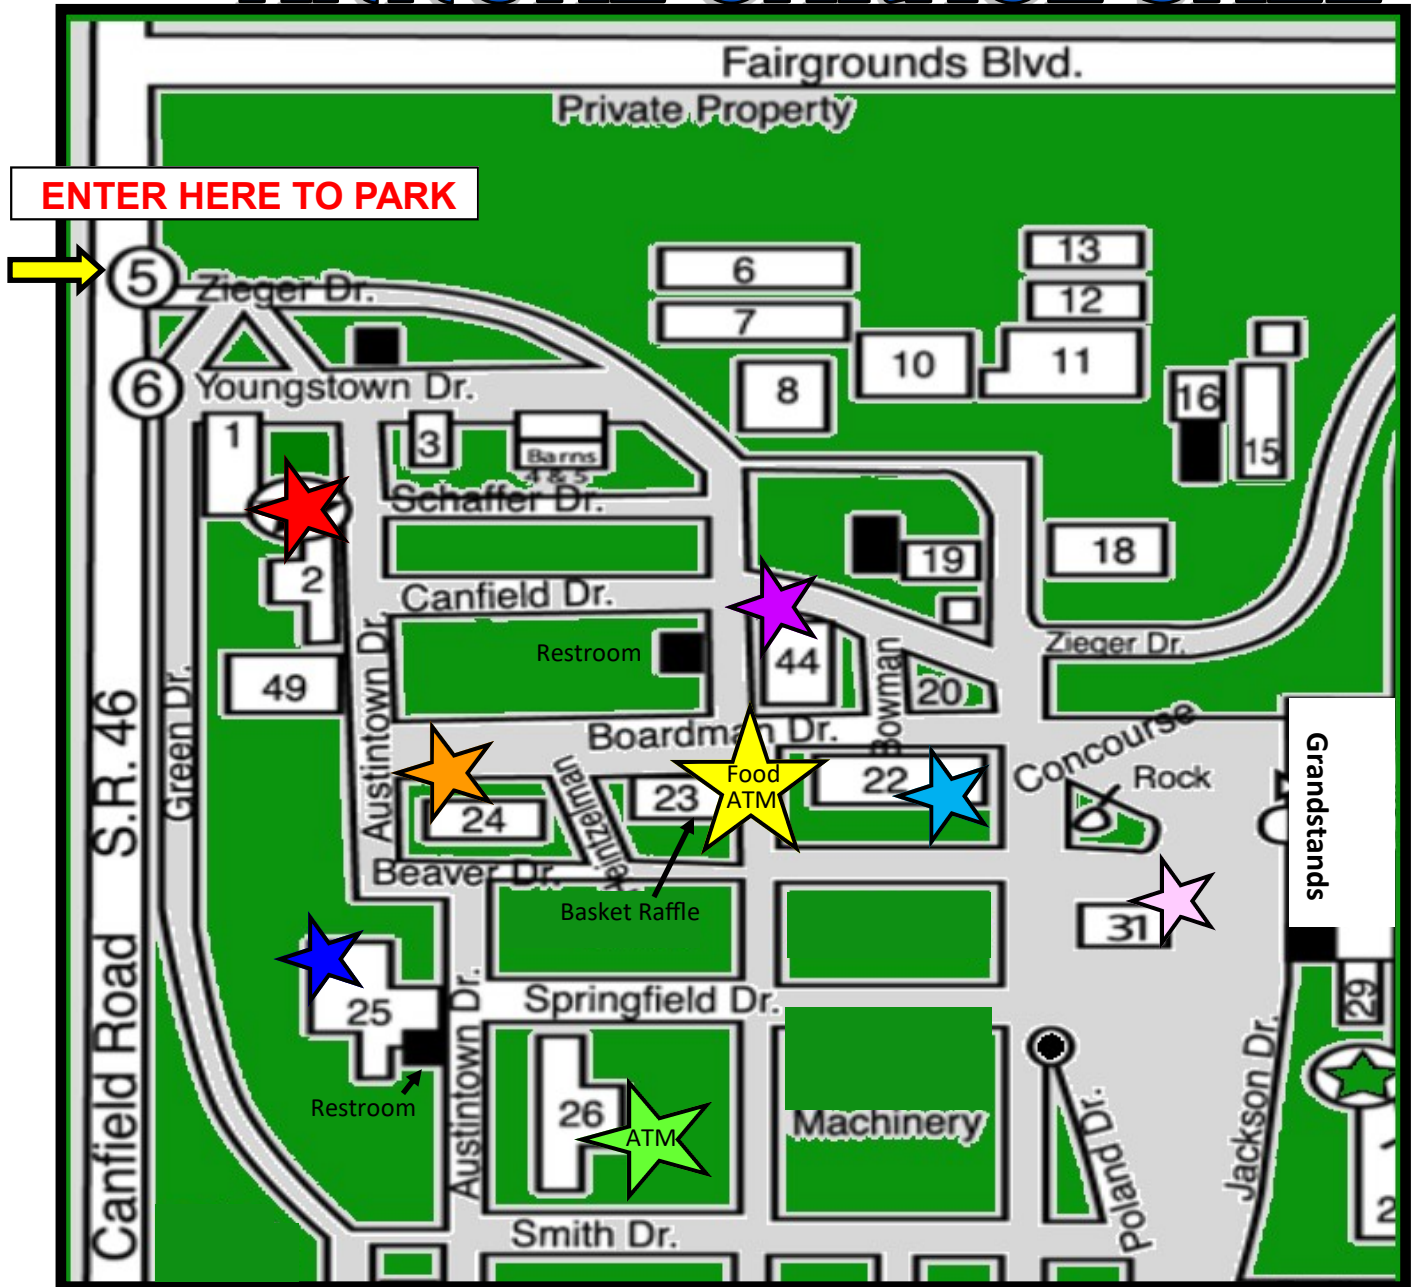 Fairgrounds Blvd.
Private Property
ENTER HERE TO PARK
5
Zieger Dr.
6
7
13
12
11
10
8
16
15
6
Youngstown Dr.
1
3
Barns
4 & 5
Schaffer Dr.
2
19
18
Canfield Dr.
Restroom
44
Bowman
20
Zieger Dr.
49
Green Dr.
Austintown Dr.
S.R. 46
Canfield Road
Boardman Dr.
Concourse
Rock
Grandstands
Food
ATM
22
23
24
Beaver Dr.
Basket Raffle
31
25
Restroom
Austintown Dr.
Springfield Dr.
29
26
ATM
Machinery
Poland Dr.
Jackson Dr.
Smith Dr.